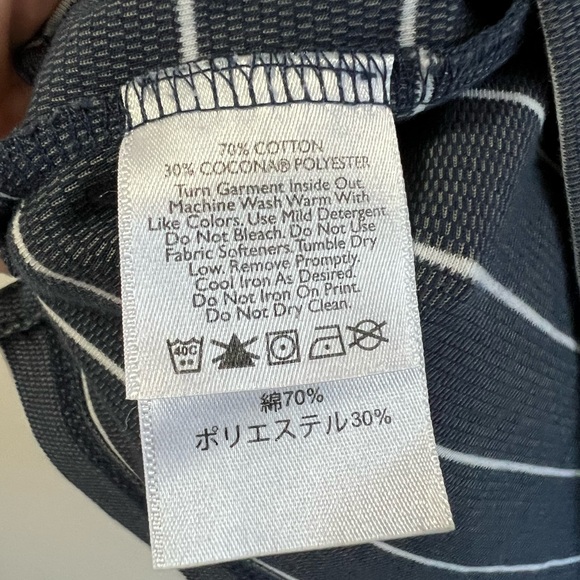 70% COTTON
30% COCONA® POLYESTER
Turn Garment Inside Out.
Machine Wash Warm With
Like Colors. Use Mild Detergent.
Do Not Bleach. Do Not Use
Fabric Softeners. Tumble Dry
Low. Remove Promptly.
Cool Iron As Desired.
Do Not Iron On Print.
Do Not Dry Clean.
40C
綿70%
ポリエステル30%